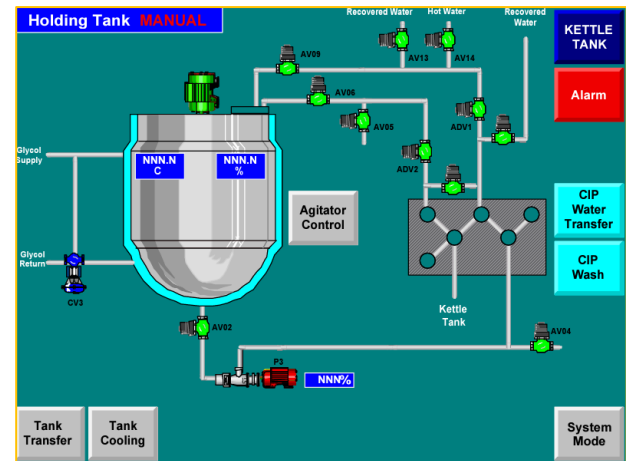 Holding Tank MANUAL
Recovered Water
Hot Water
Recovered
Water
KETTLE
TANK
AV09
AV13
AV14
Alarm
AV06
AV05
ADV1
ADV2
Glycol
Supply
NNN.N
C
NNN.N
%
Agitator
Control
CIP
Water
Transfer
CIP
Wash
Glycol
Return
CV3
Kettle
Tank
AV02
AV04
P3
NNN%
Tank
Transfer
Tank
Cooling
System
Mode